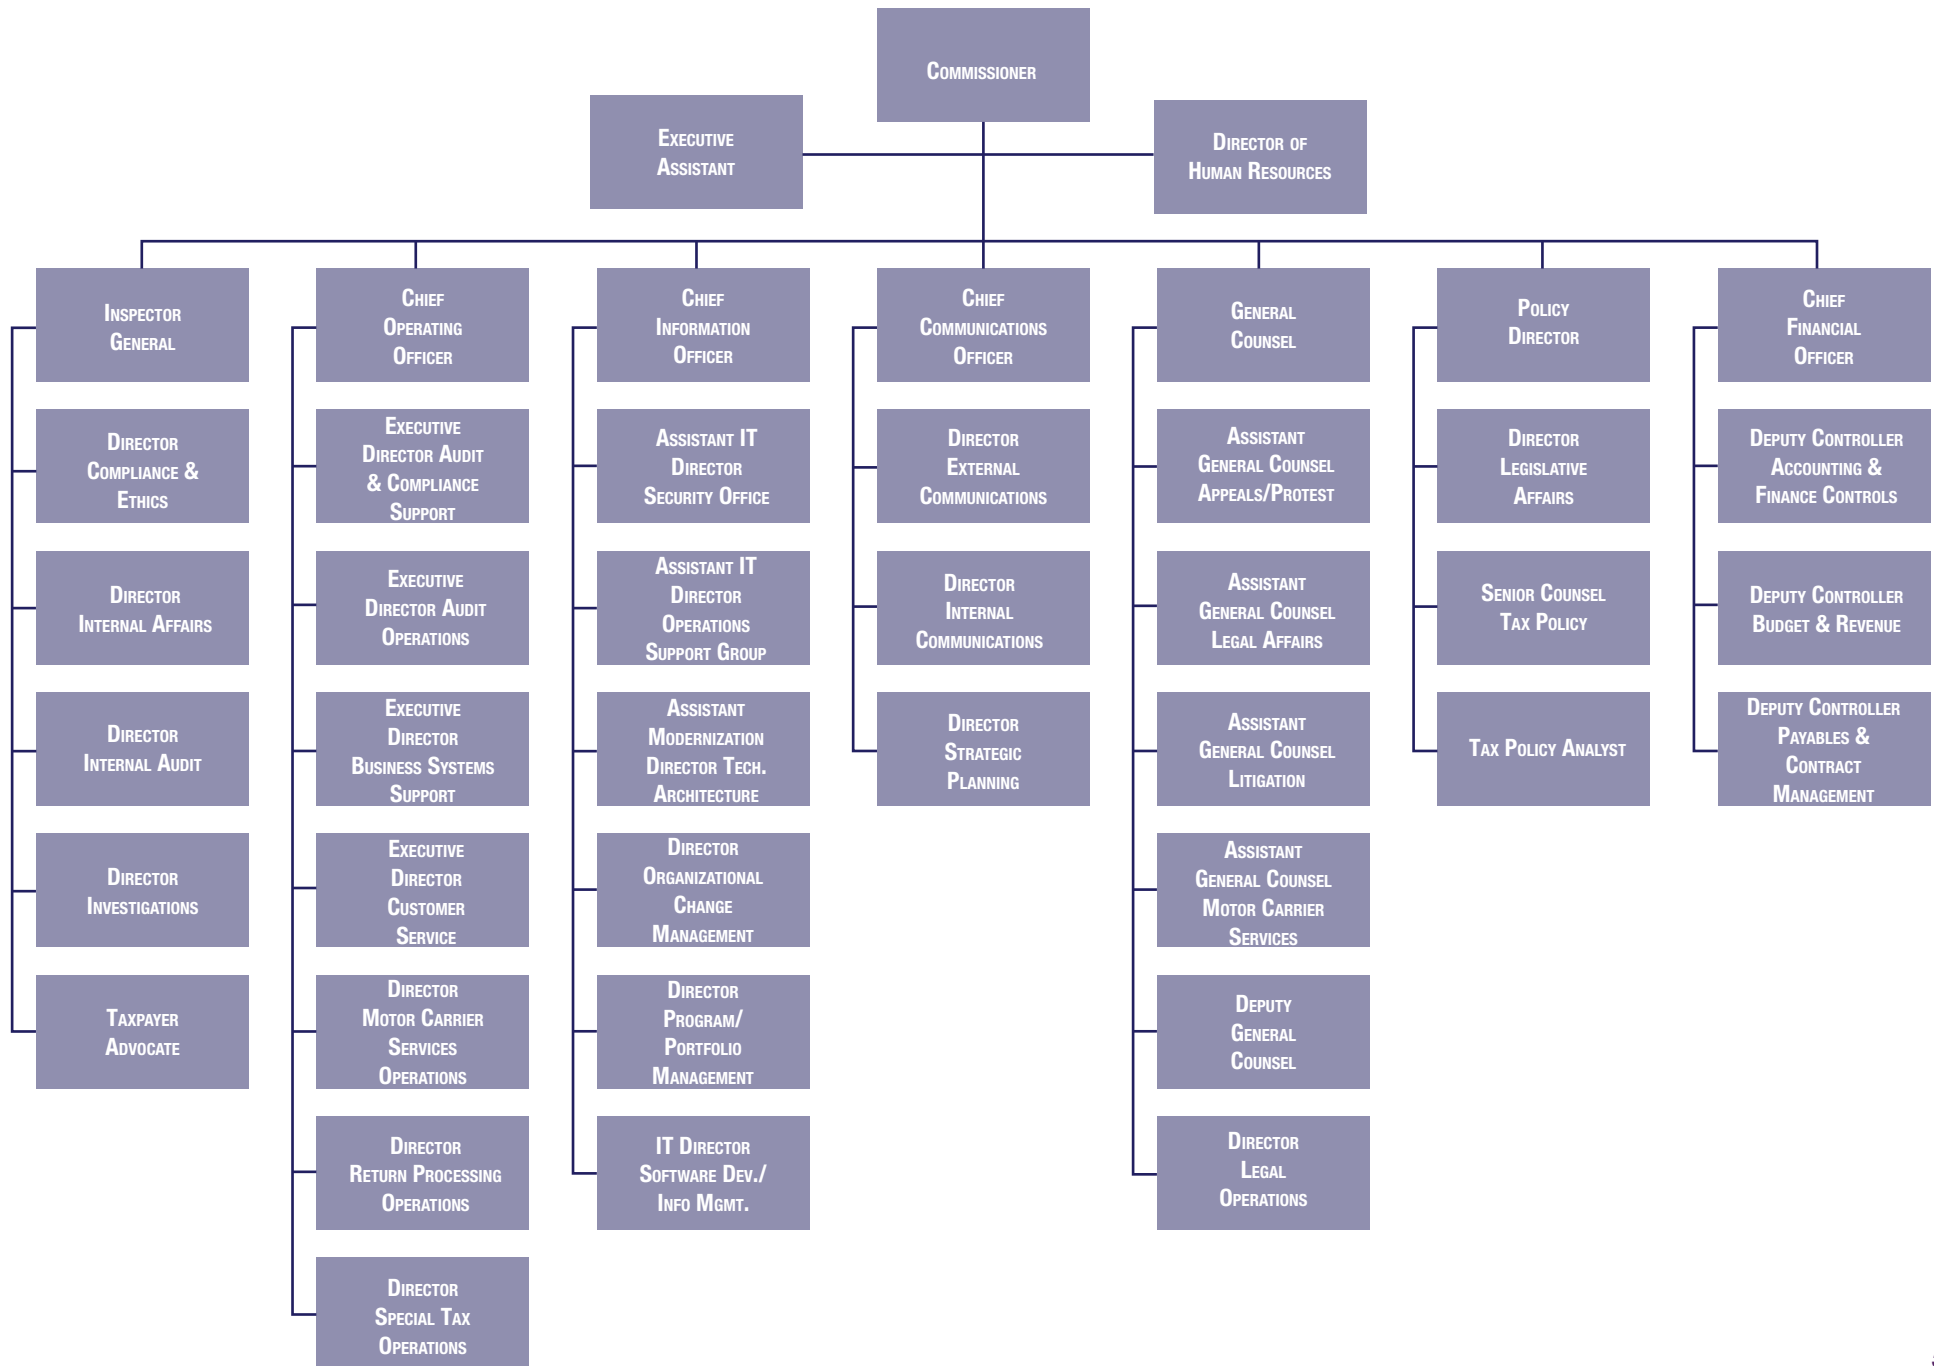 Commissioner
Executive
Assistant
Director of
Human Resources
Inspector
General
Director
Compliance &
Ethics
Director
Internal Affairs
Director
Internal Audit
Director
Investigations
Taxpayer
Advocate
Chief
Operating
Officer
Executive
Director Audit
& Compliance
Support
Executive
Director Audit
Operations
Executive
Director
Business Systems
Support
Executive
Director
Customer
Service
Director
Motor Carrier
Services
Operations
Director
Return Processing
Operations
Director
Special Tax
Operations
Chief
Information
Officer
Assistant IT
Director
Security Office
Assistant IT
Director
Operations
Support Group
Assistant
Modernization
Director Tech.
Architecture
Director
Organizational
Change
Management
Director
Program/
Portfolio
Management
IT Director
Software Dev./
Info Mgmt.
Chief
Communications
Officer
Director
External
Communications
Director
Internal
Communications
Director
Strategic
Planning
General
Counsel
Assistant
General Counsel
Appeals/Protest
Assistant
General Counsel
Legal Affairs
Assistant
General Counsel
Litigation
Assistant
General Counsel
Motor Carrier
Services
Deputy
General
Counsel
Director
Legal
Operations
Policy
Director
Director
Legislative
Affairs
Senior Counsel
Tax Policy
Tax Policy Analyst
Chief
Financial
Officer
Deputy Controller
Accounting &
Finance Controls
Deputy Controller
Budget & Revenue
Deputy Controller
Payables &
Contract
Management